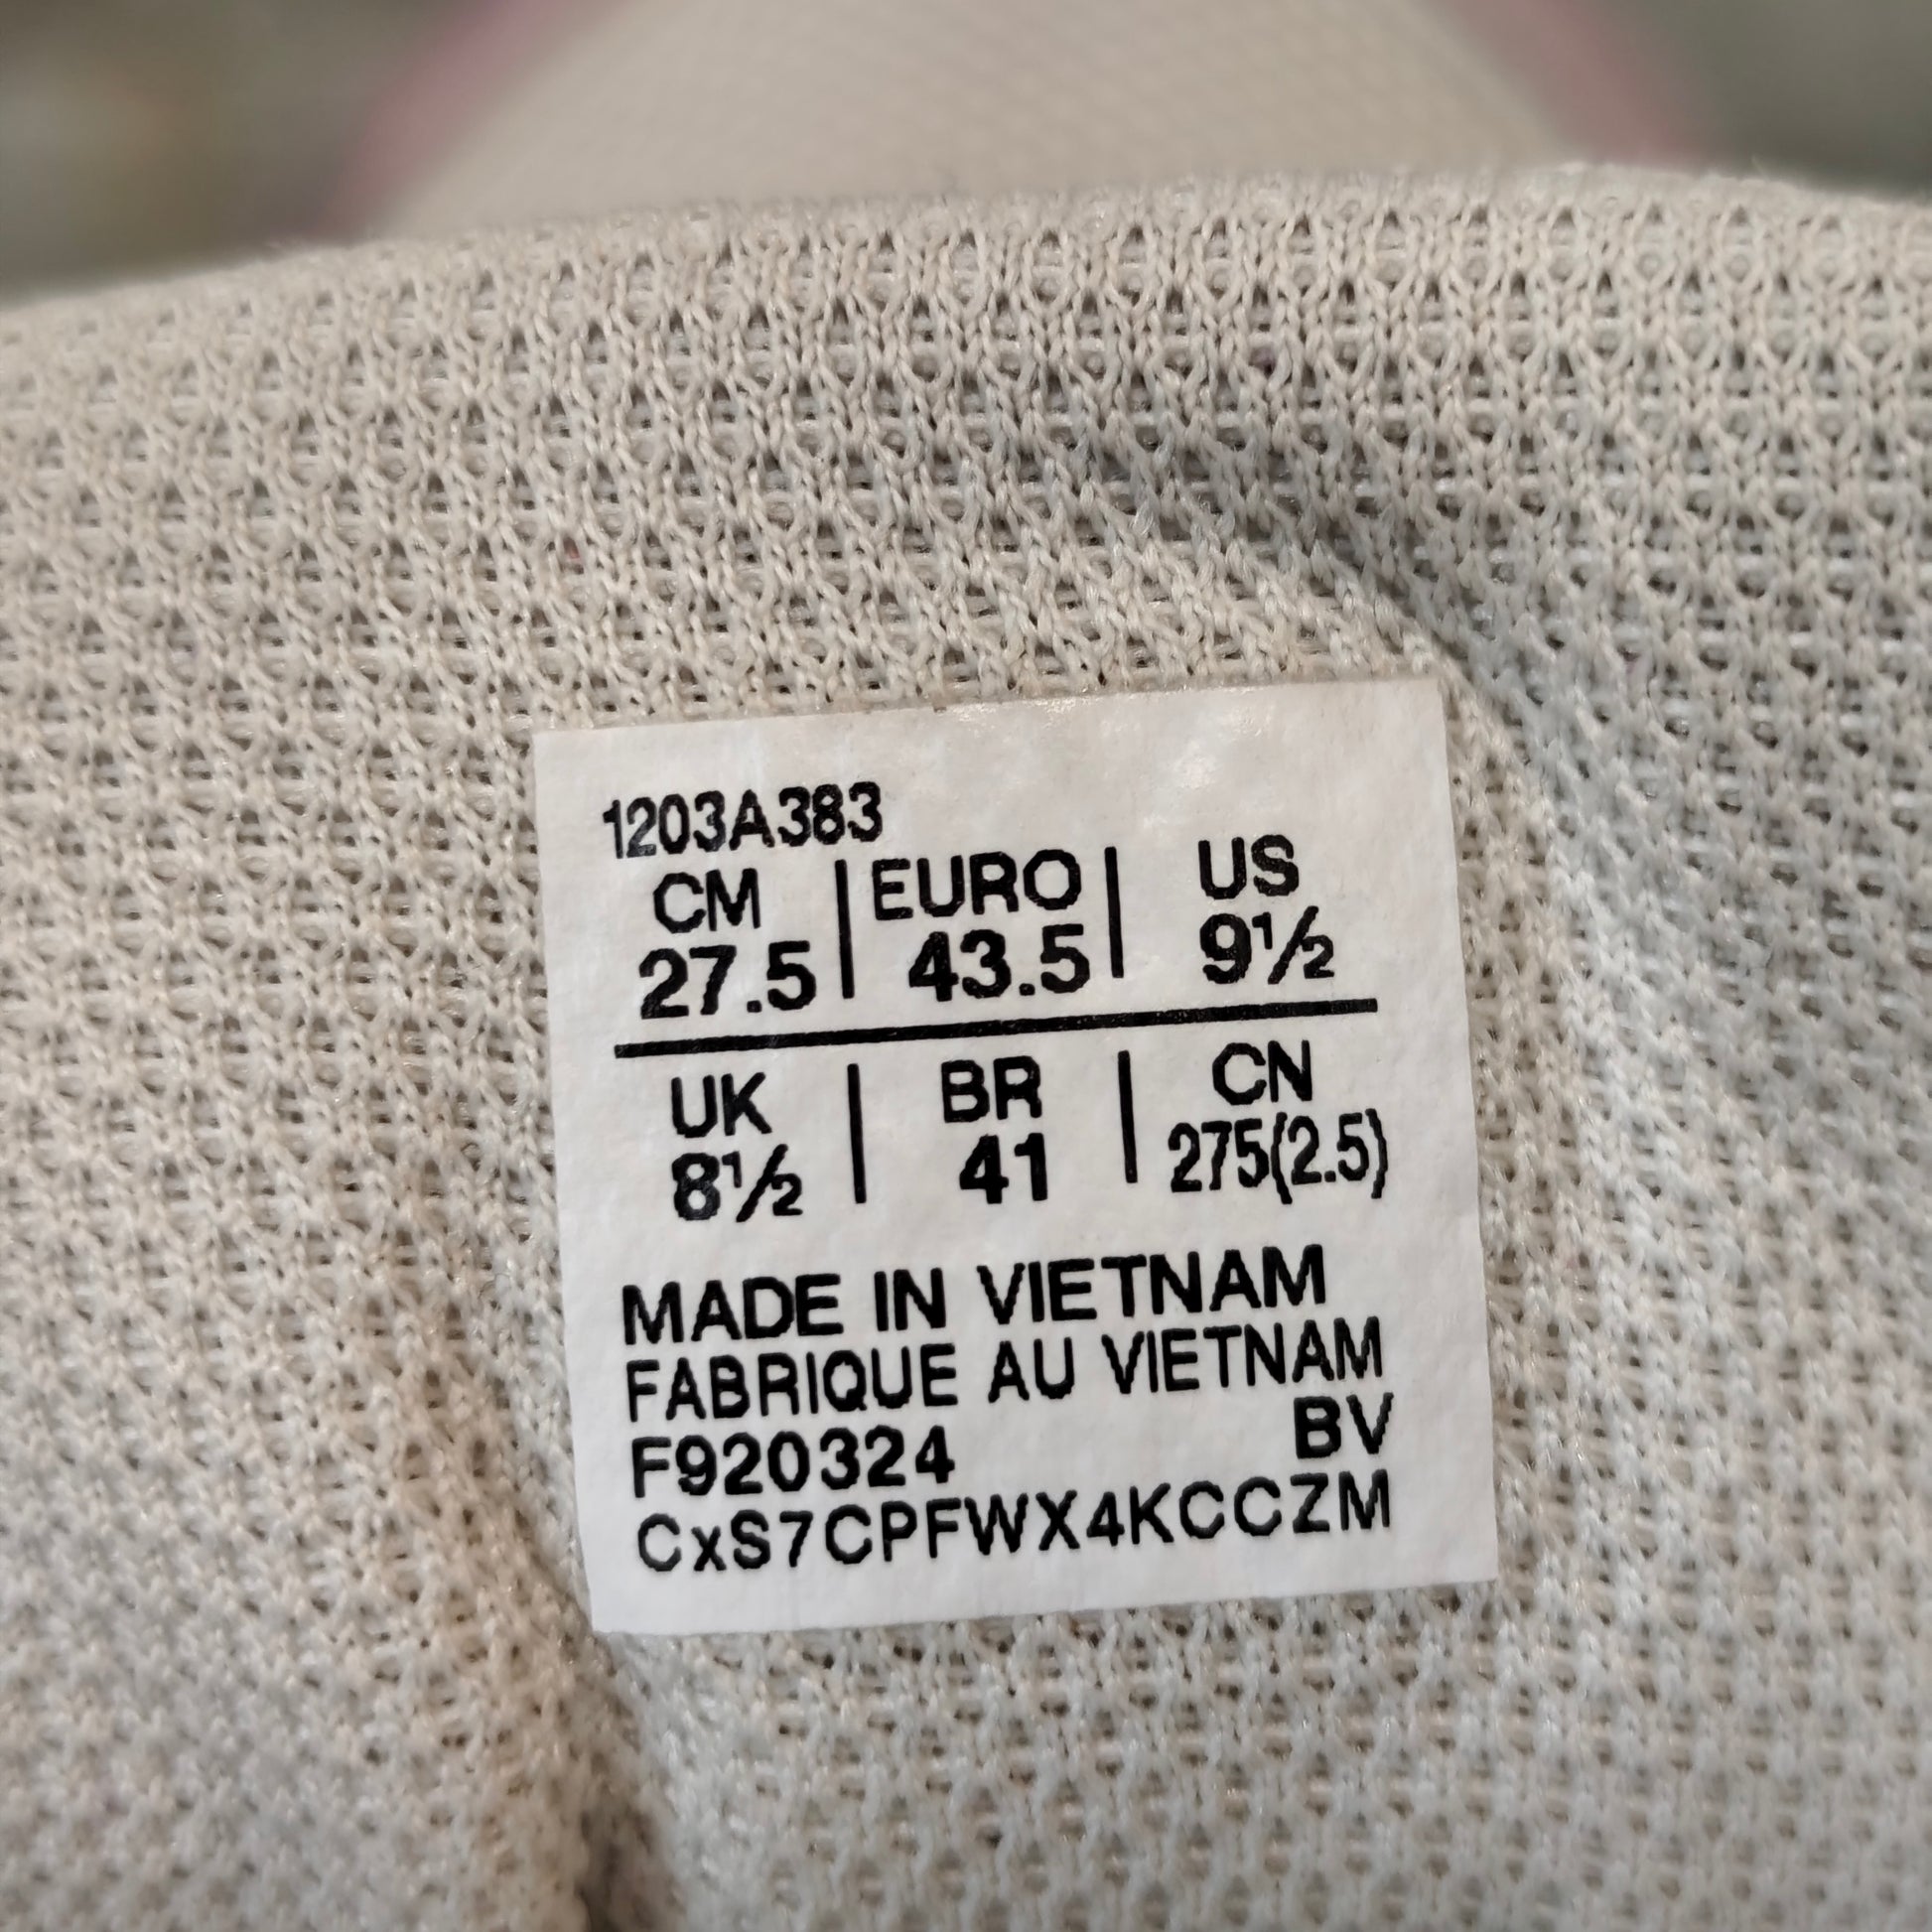 1203A383
CM | EURO | US
27.5 | 43.5 | 9½
UK | BR | CN
8½ | 41 | 275(2.5)
MADE IN VIETNAM
FABRIQUE AU VIETNAM
F920324 BV
CxS7CPFWX4KCCZM